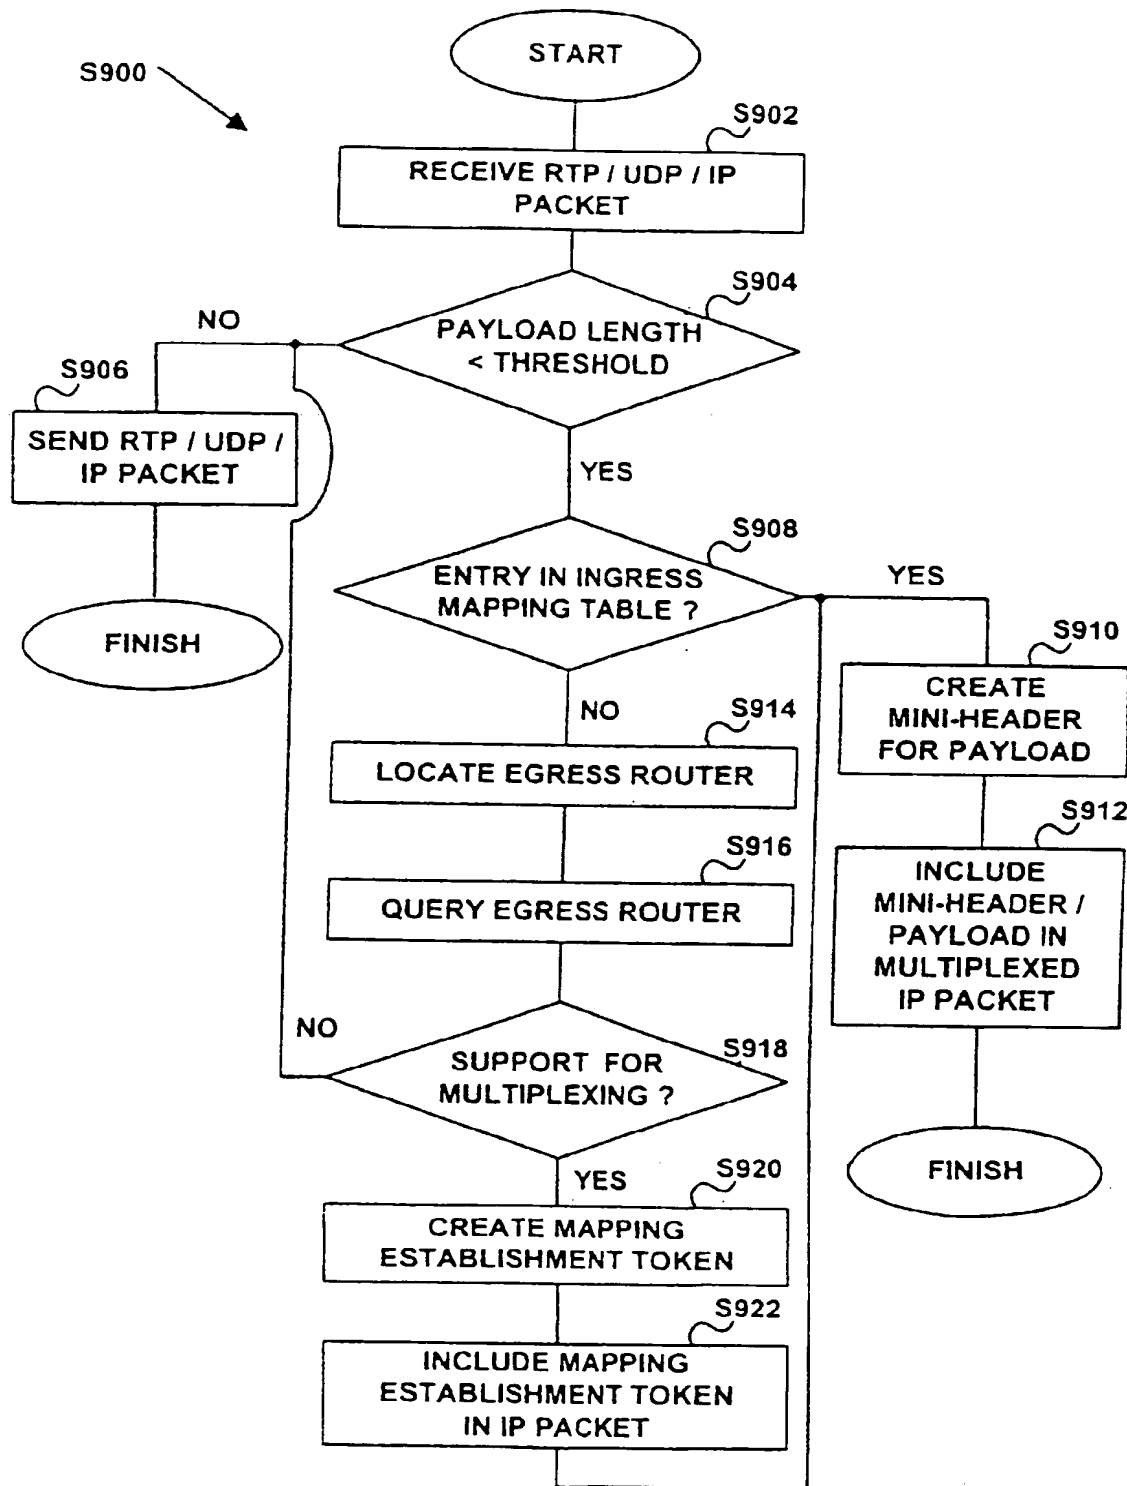 START
S900
S902
RECEIVE RTP / UDP / IP
PACKET
S904
PAYLOAD LENGTH
< THRESHOLD
NO
S906
SEND RTP / UDP /
IP PACKET
FINISH
YES
S908
ENTRY IN INGRESS
MAPPING TABLE ?
YES
S910
CREATE
MINI-HEADER
FOR PAYLOAD
S912
INCLUDE
MINI-HEADER /
PAYLOAD IN
MULTIPLEXED
IP PACKET
FINISH
NO
S914
LOCATE EGRESS ROUTER
S916
QUERY EGRESS ROUTER
NO
S918
SUPPORT FOR
MULTIPLEXING ?
YES
S920
CREATE MAPPING
ESTABLISHMENT TOKEN
S922
INCLUDE MAPPING
ESTABLISHMENT TOKEN
IN IP PACKET